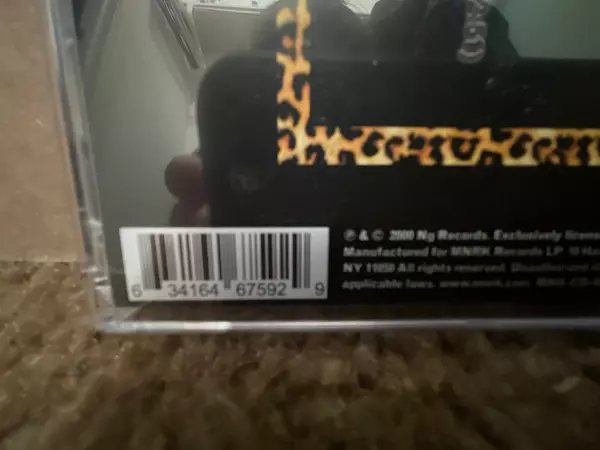 6 34164 67592 9
℗ & © 2000 Ng Records. Exclusively
Manufactured for MNRK Records LP
NY 11050 All rights reserved.
applicable laws. www.mnrk.com